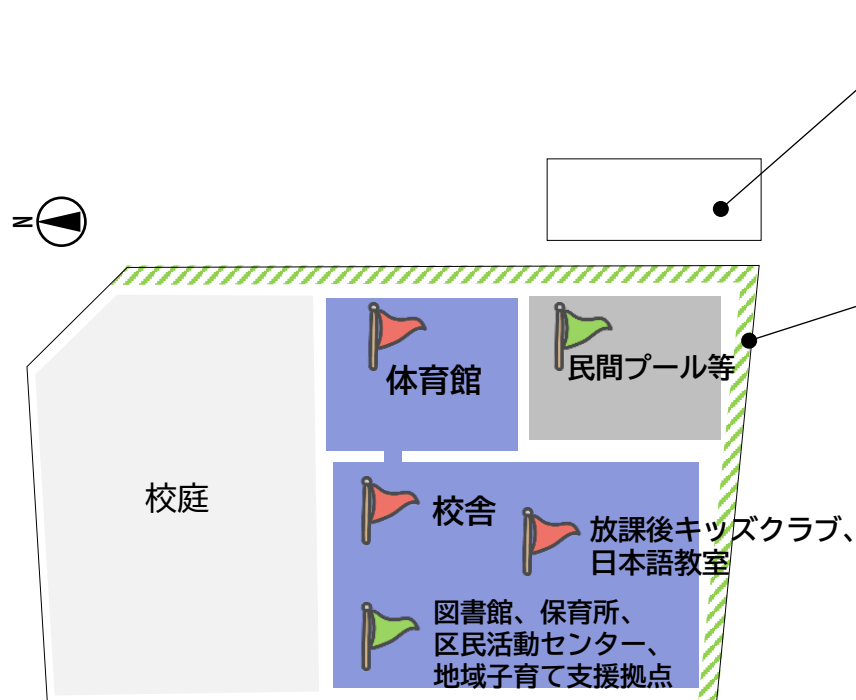 N
体育館
民間プール等
校庭
校舎
放課後キッズクラブ、
日本語教室
図書館、保育所、
区民活動センター、
地域子育て支援拠点